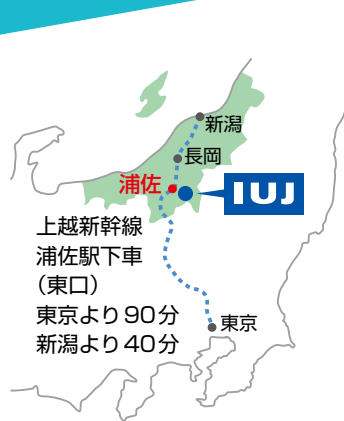 新潟
長岡
浦佐
IUJ
上越新幹線
浦佐駅下車
（東口）
東京より90分
新潟より40分
東京